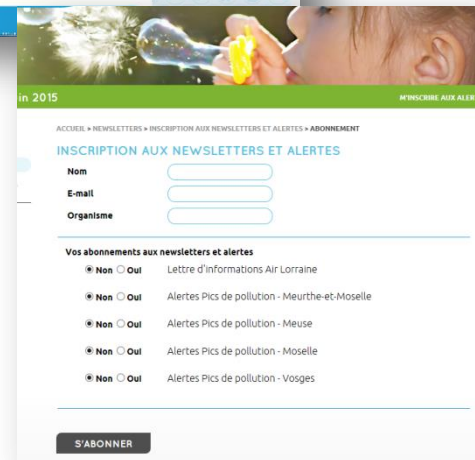 in 2015
M'INSCRIRE AUX ALER
ACCUEIL » NEWSLETTERS » INSCRIPTION AUX NEWSLETTERS ET ALERTES » ABONNEMENT
INSCRIPTION AUX NEWSLETTERS ET ALERTES
Nom
E-mail
Organisme
Vos abonnements aux newsletters et alertes
Non Oui Lettre d'informations Air Lorraine
Non Oui Alertes Pics de pollution - Meurthe-et-Moselle
Non Oui Alertes Pics de pollution - Meuse
Non Oui Alertes Pics de pollution - Moselle
Non Oui Alertes Pics de pollution - Vosges
S'ABONNER